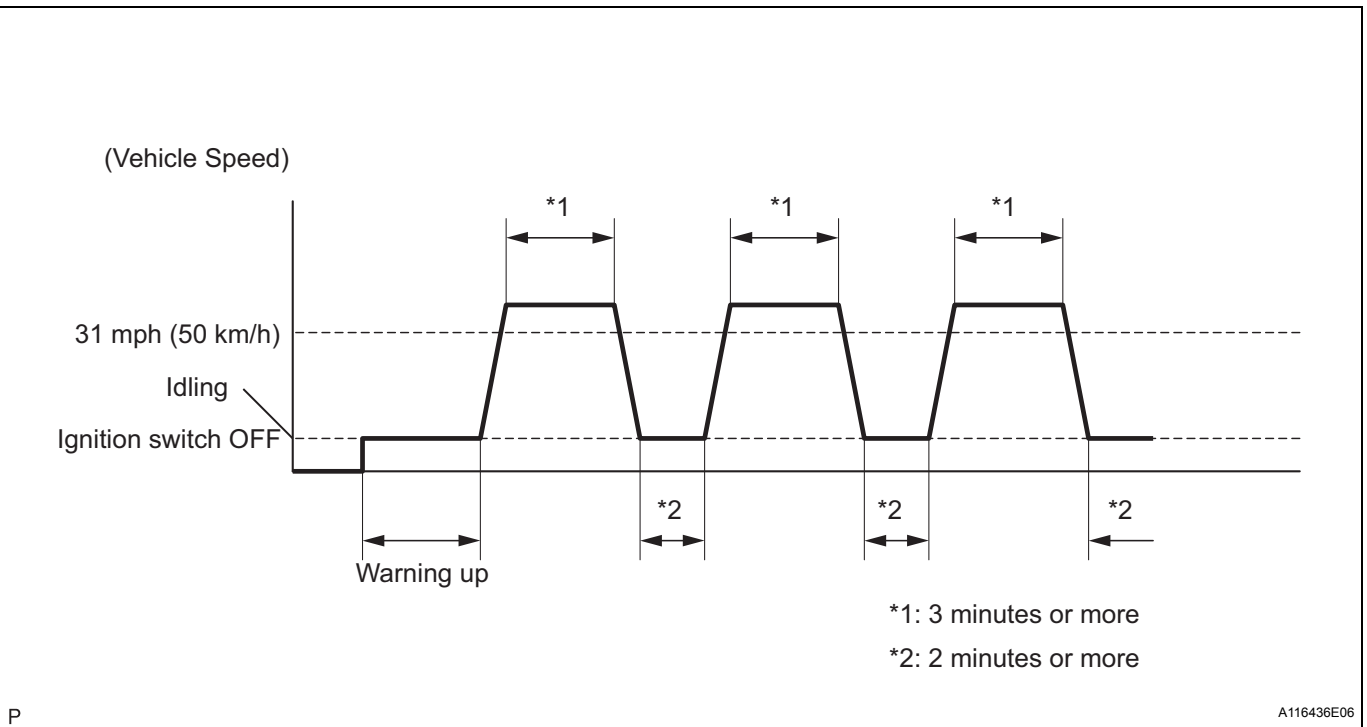 (Vehicle Speed)
*1
*1
*1
31 mph (50 km/h)
Idling
Ignition switch OFF
*2
*2
*2
Warning up
*1: 3 minutes or more
*2: 2 minutes or more
P
A116436E06